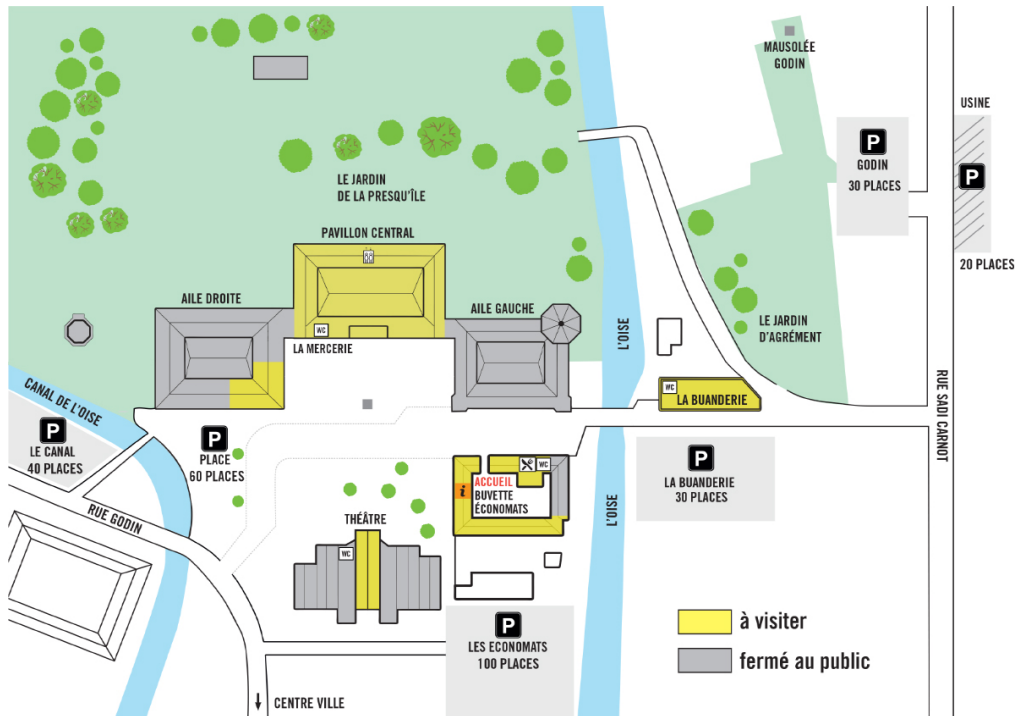 MAUSOLÉE
GODIN
USINE
P
P
GODIN
30 PLACES
20 PLACES
LE JARDIN
DE LA PRESQU'ÎLE
PAVILLON CENTRAL
AILE DROITE
AILE GAUCHE
WC
LA MERCERIE
L'OISE
LE JARDIN
D'AGRÉMENT
CANAL DE L'OISE
WC
LA BUANDERIE
RUE SADI CARNOT
P
LE CANAL
40 PLACES
P
PLACE
60 PLACES
P
LA BUANDERIE
30 PLACES
WC
ACCUEIL
i
BUVETTE
ÉCONOMATS
L'OISE
RUE GODIN
THÉÂTRE
WC
P
LES ECONOMATS
100 PLACES
à visiter
fermé au public
CENTRE VILLE